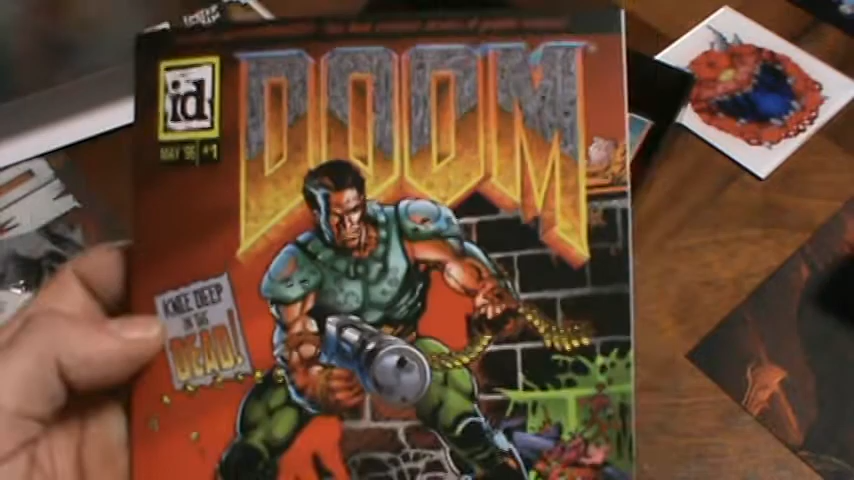 DOOM
id
MAY '96 #1
KNEE DEEP
IN THE
DEAD!